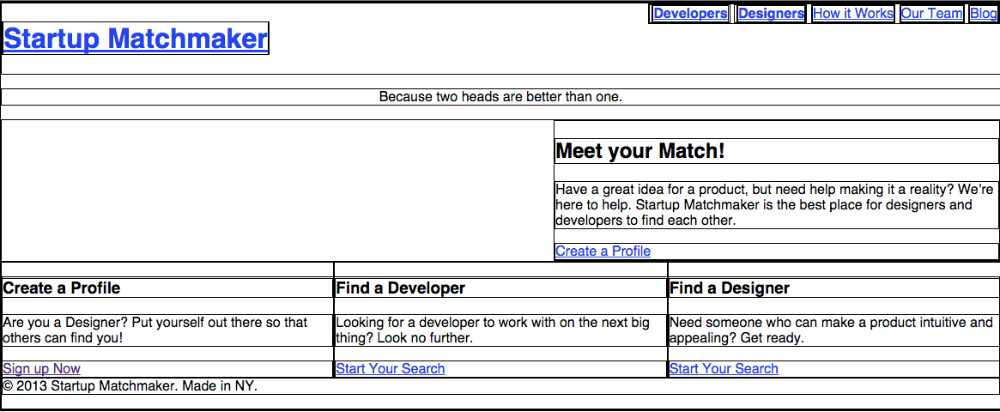 Developers Designers How it Works Our Team Blog
Startup Matchmaker
Because two heads are better than one.
Meet your Match!
Have a great idea for a product, but need help making it a reality? We’re
here to help. Startup Matchmaker is the best place for designers and
developers to find each other.
Create a Profile
Create a Profile
Are you a Designer? Put yourself out there so that
others can find you!
Sign up Now
Find a Developer
Looking for a developer to work with on the next big
thing? Look no further.
Start Your Search
Find a Designer
Need someone who can make a product intuitive and
appealing? Get ready.
Start Your Search
© 2013 Startup Matchmaker. Made in NY.